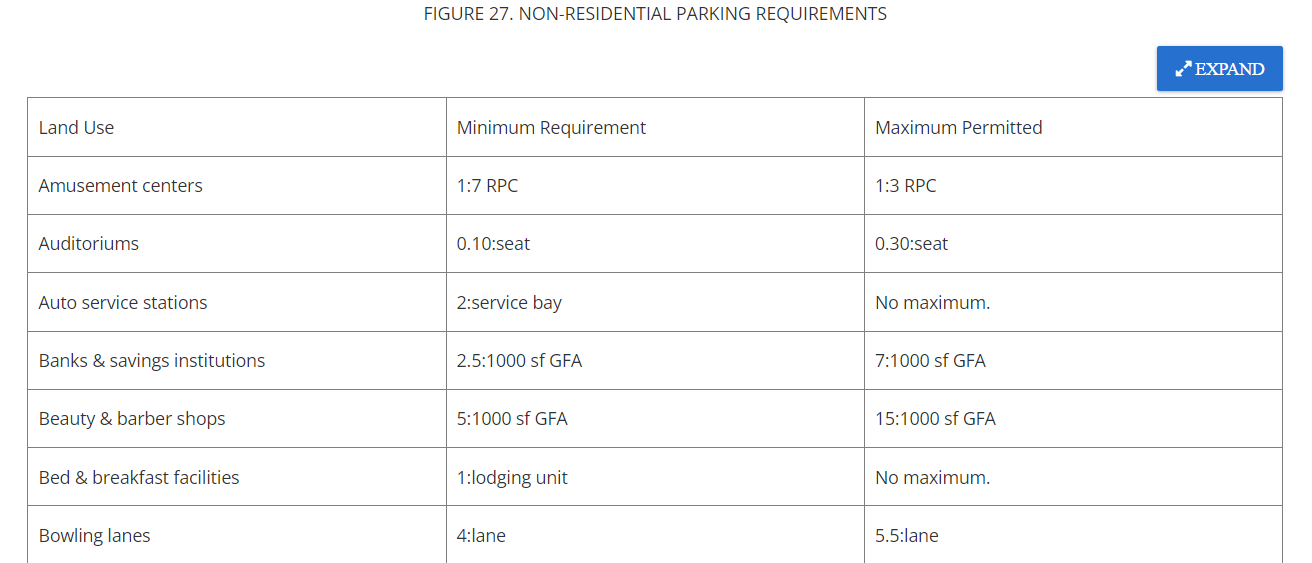 FIGURE 27. NON-RESIDENTIAL PARKING REQUIREMENTS
EXPAND
Land Use Minimum Requirement Maximum Permitted
Amusement centers 1:7 RPC 1:3 RPC
Auditoriums 0.10:seat 0.30:seat
Auto service stations 2:service bay No maximum.
Banks & savings institutions 2.5:1000 sf GFA 7:1000 sf GFA
Beauty & barber shops 5:1000 sf GFA 15:1000 sf GFA
Bed & breakfast facilities 1:lodging unit No maximum.
Bowling lanes 4:lane 5.5:lane